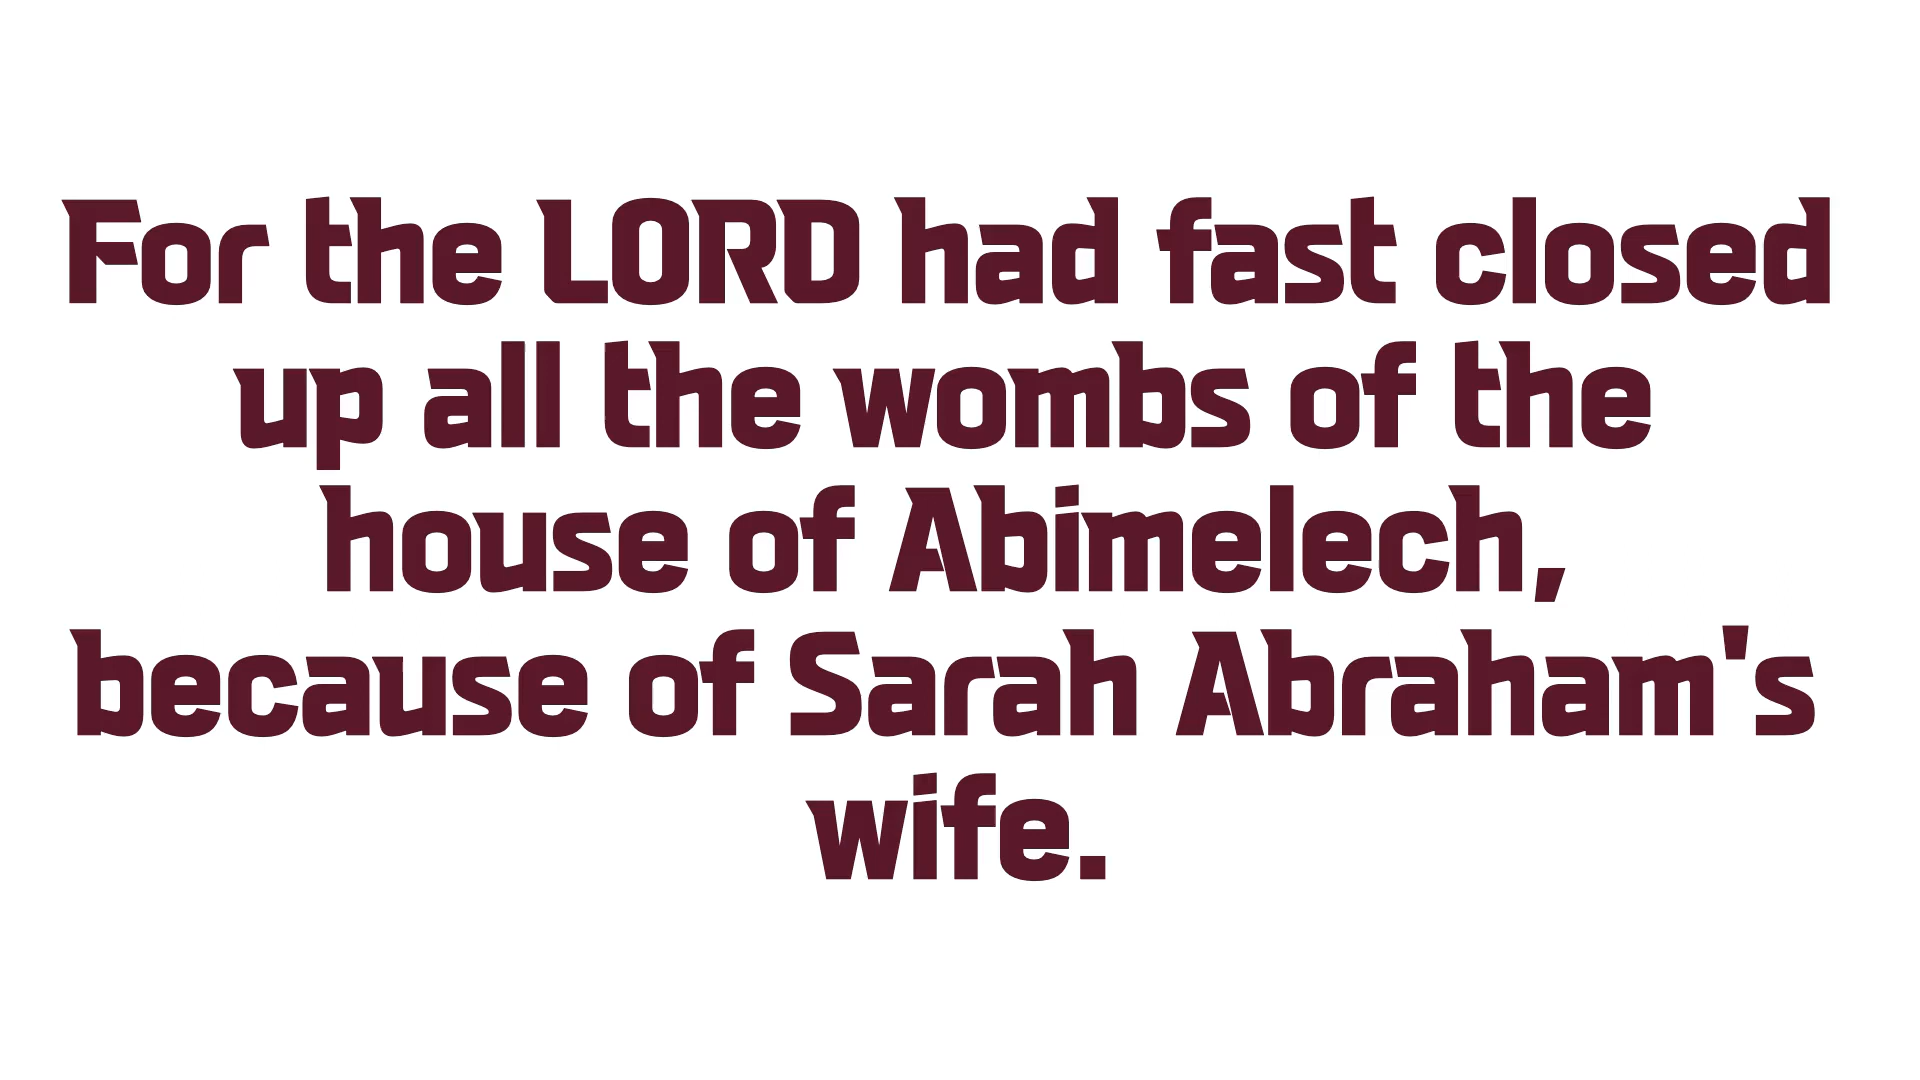 For the LORD had fast closed
up all the wombs of the
house of Abimelech,
because of Sarah Abraham's
wife.